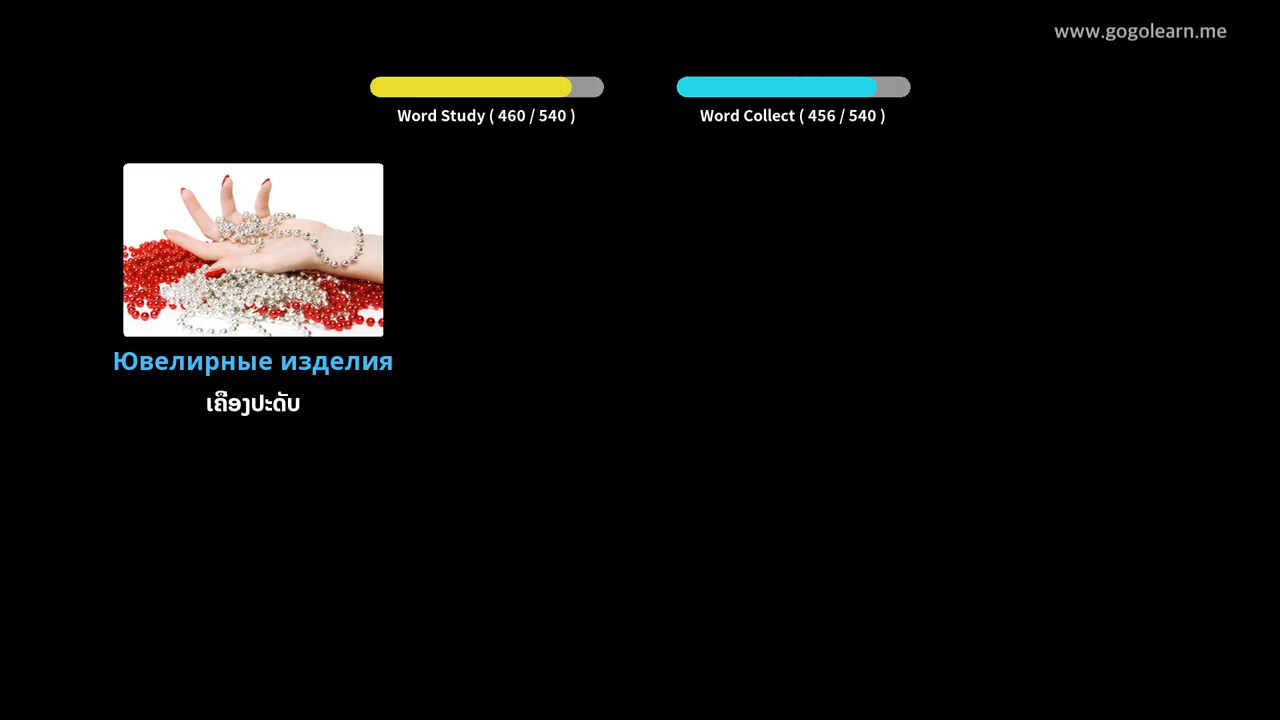 www.gogolearn.me
Word Study ( 460 / 540 )
Word Collect ( 456 / 540 )
Ювелирные изделия
ເຄື່ອງປະດັບ